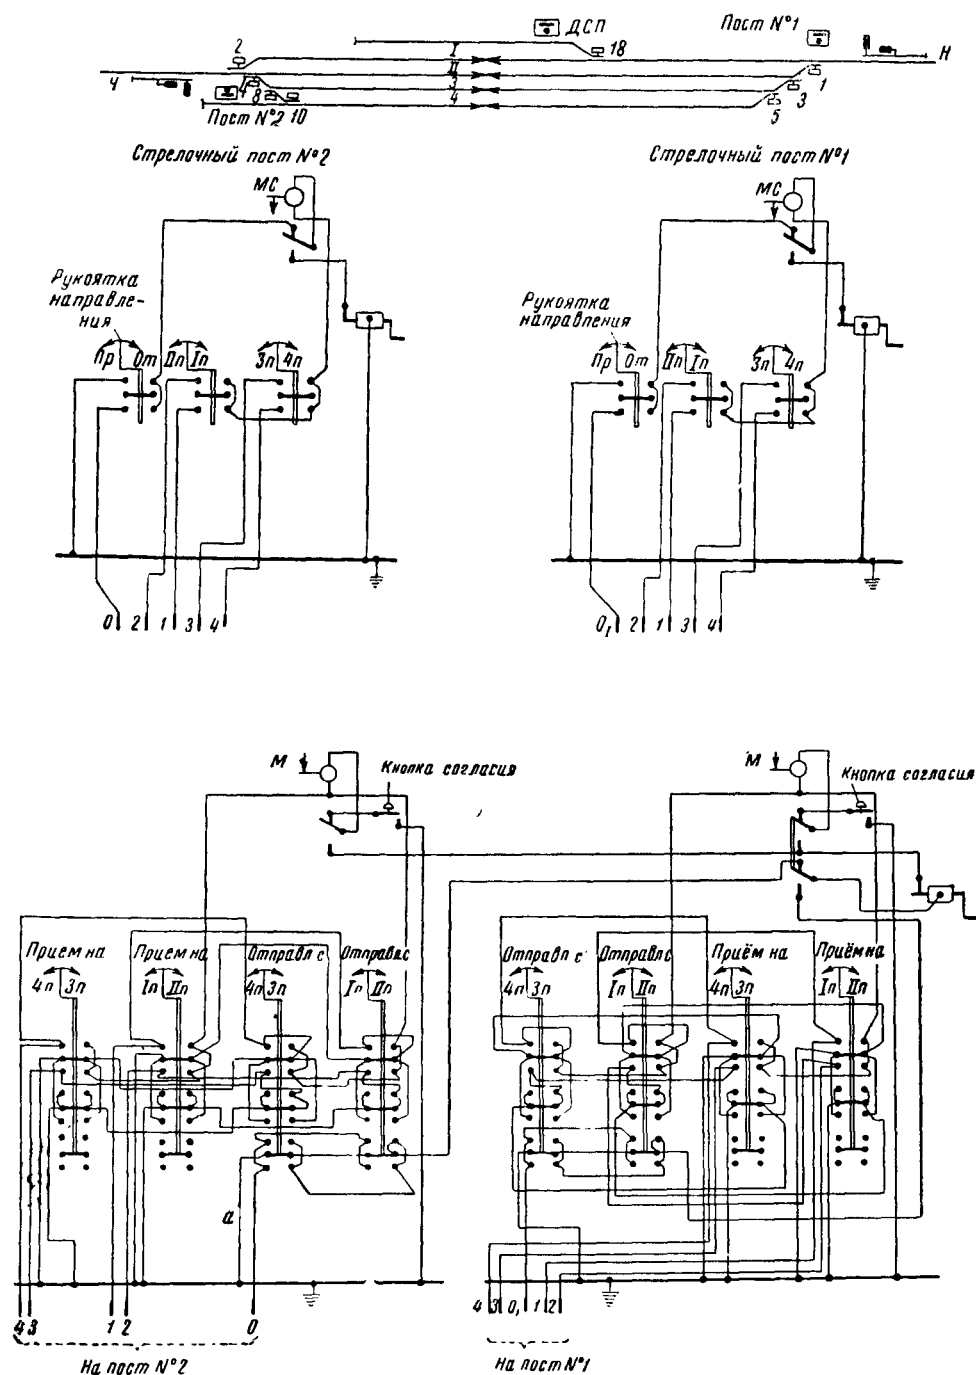 ДСП
Пост №1
2
I
18
Н
II
Ч
4
8
3
1
Пост №2
10
4
3
5
Стрелочный пост №2
Стрелочный пост №1
МС
МС
Рукоятка
направле-
ния
Рукоятка
направления
Пр От IIп Iп 3п 4п
Пр От IIп Iп 3п 4п
0 2 1 3 4
0₁ 2 1 3 4
М
Кнопка согласия
М
Кнопка согласия
Прием на
4п 3п
Прием на
Iп IIп
Отправл с
4п 3п
Отправл с
Iп IIп
Отправл с
4п 3п
Отправл с
Iп IIп
Приём на
4п 3п
Приём на
Iп IIп
а
4 3 1 2 0
На пост №2
4 3 0₁ 1 2
На пост №1